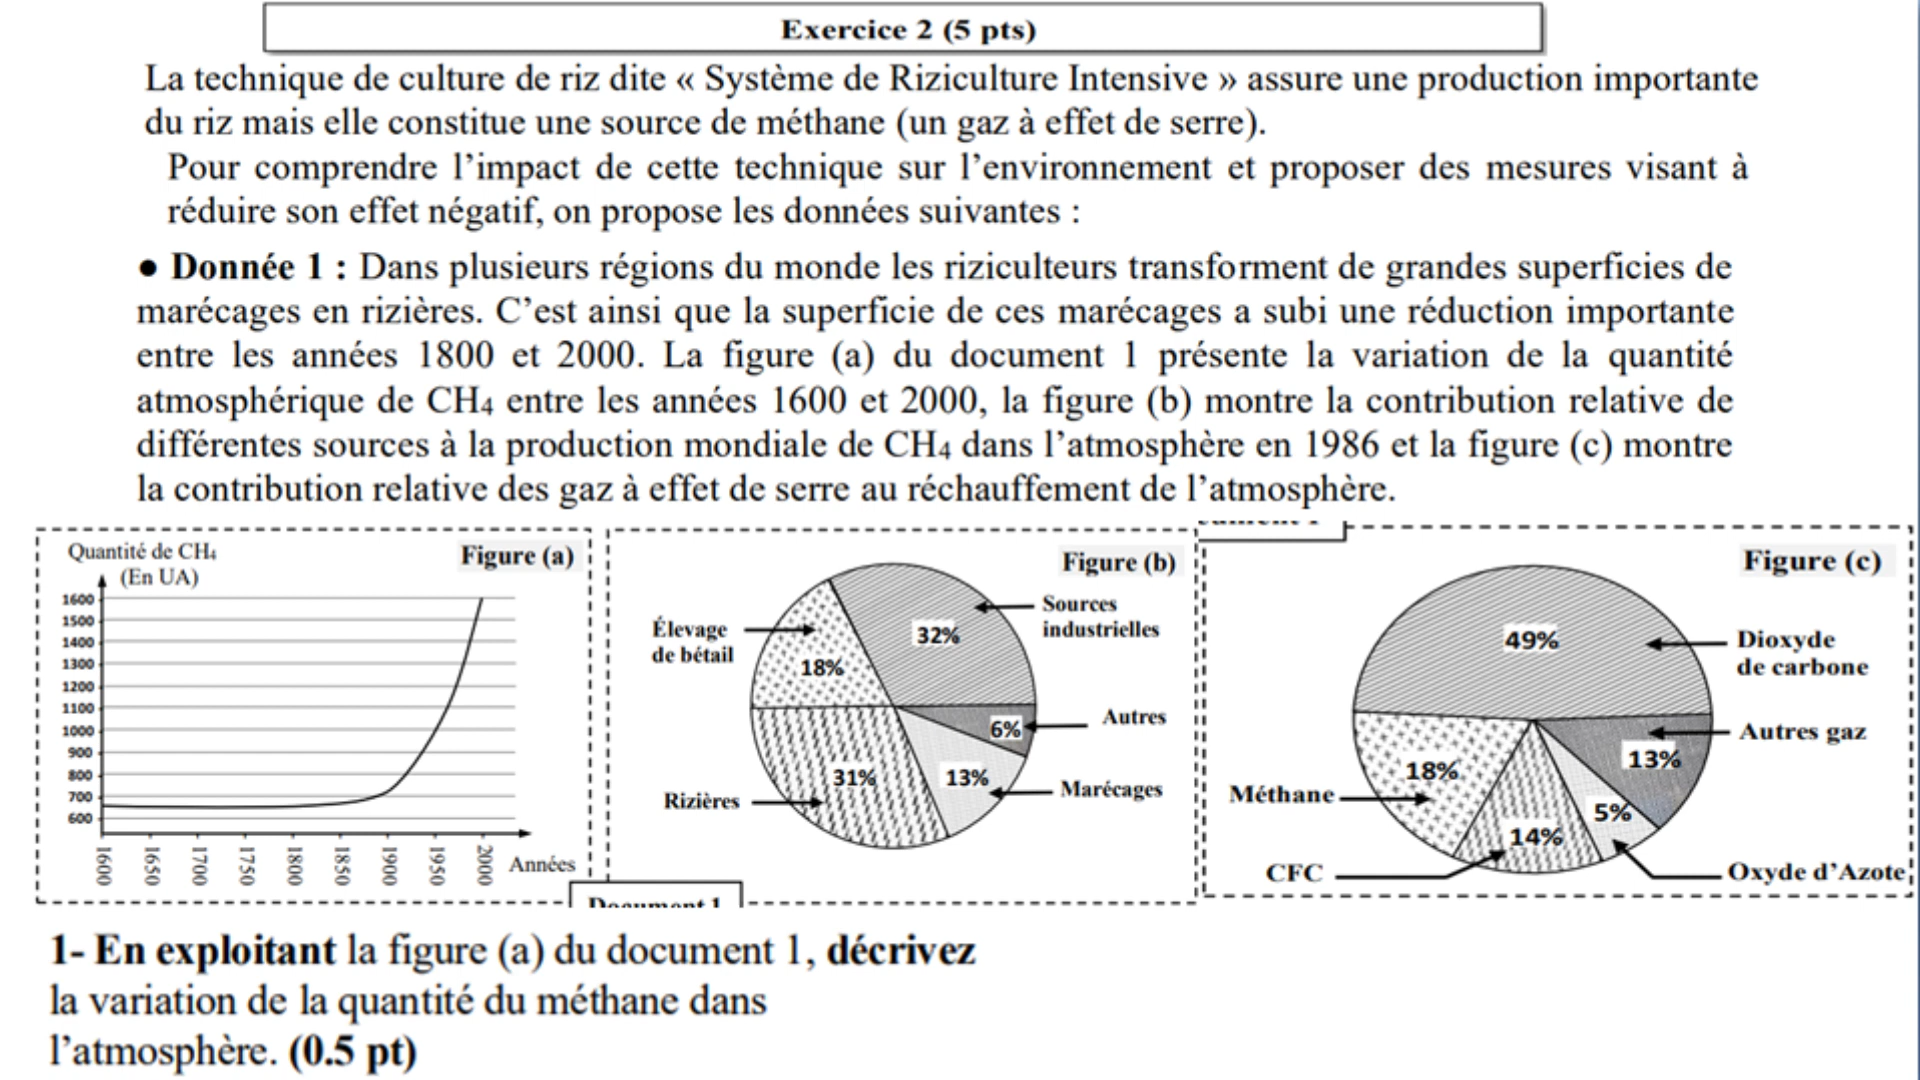 Exercice 2 (5 pts)
La technique de culture de riz dite « Système de Riziculture Intensive » assure une production importante
du riz mais elle constitue une source de méthane (un gaz à effet de serre).
Pour comprendre l’impact de cette technique sur l’environnement et proposer des mesures visant à
réduire son effet négatif, on propose les données suivantes :
● Donnée 1 : Dans plusieurs régions du monde les riziculteurs transforment de grandes superficies de
marécages en rizières. C’est ainsi que la superficie de ces marécages a subi une réduction importante
entre les années 1800 et 2000. La figure (a) du document 1 présente la variation de la quantité
atmosphérique de CH4 entre les années 1600 et 2000, la figure (b) montre la contribution relative de
différentes sources à la production mondiale de CH4 dans l’atmosphère en 1986 et la figure (c) montre
la contribution relative des gaz à effet de serre au réchauffement de l’atmosphère.
Quantité de CH4
(En UA)
Figure (a)
1600
1500
1400
1300
1200
1100
1000
900
800
700
600
1600
1650
1700
1750
1800
1850
1900
1950
2000
Années
Figure (b)
Sources
industrielles
32%
Élevage
de bétail
18%
Autres
6%
Rizières
31%
13%
Marécages
Document 1
Figure (c)
49%
Dioxyde
de carbone
Autres gaz
13%
Méthane
18%
5%
14%
CFC
Oxyde d’Azote
1- En exploitant la figure (a) du document 1, décrivez
la variation de la quantité du méthane dans
l’atmosphère. (0.5 pt)